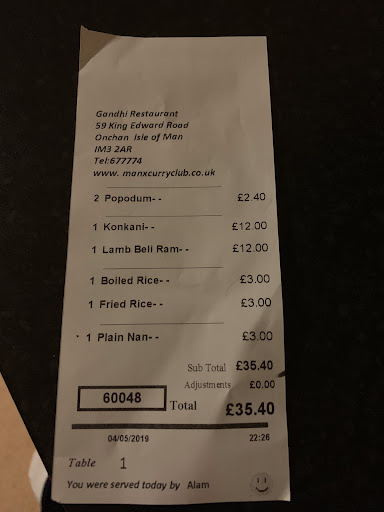 Gandhi Restaurant
59 King Edward Road
Onchan Isle of Man
IM3 2AR
Tel:677774
www. manxcurryclub.co.uk
2 Popodum-- £2.40
1 Konkani-- £12.00
1 Lamb Beli Ram-- £12.00
1 Boiled Rice-- £3.00
1 Fried Rice-- £3.00
1 Plain Nan-- £3.00
Sub Total £35.40
Adjustments £0.00
60048 Total £35.40
04/05/2019 22:26
Table 1
You were served today by Alam